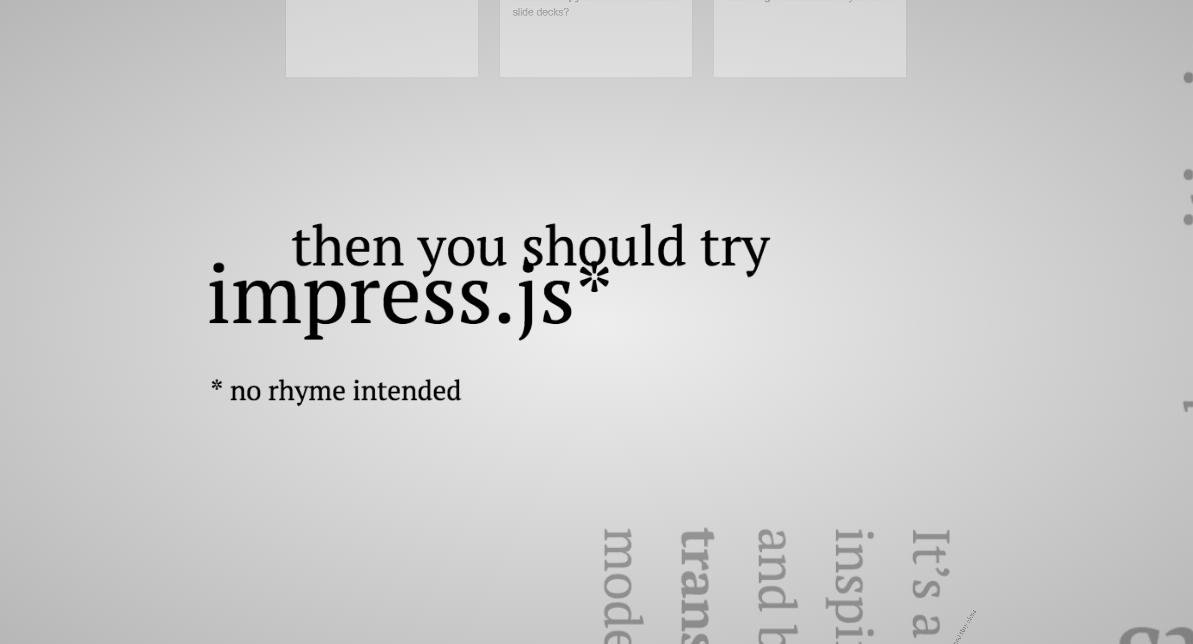 slide decks?
then you should try
impress.js*
* no rhyme intended
It's a
inspi
and b
trans
mode